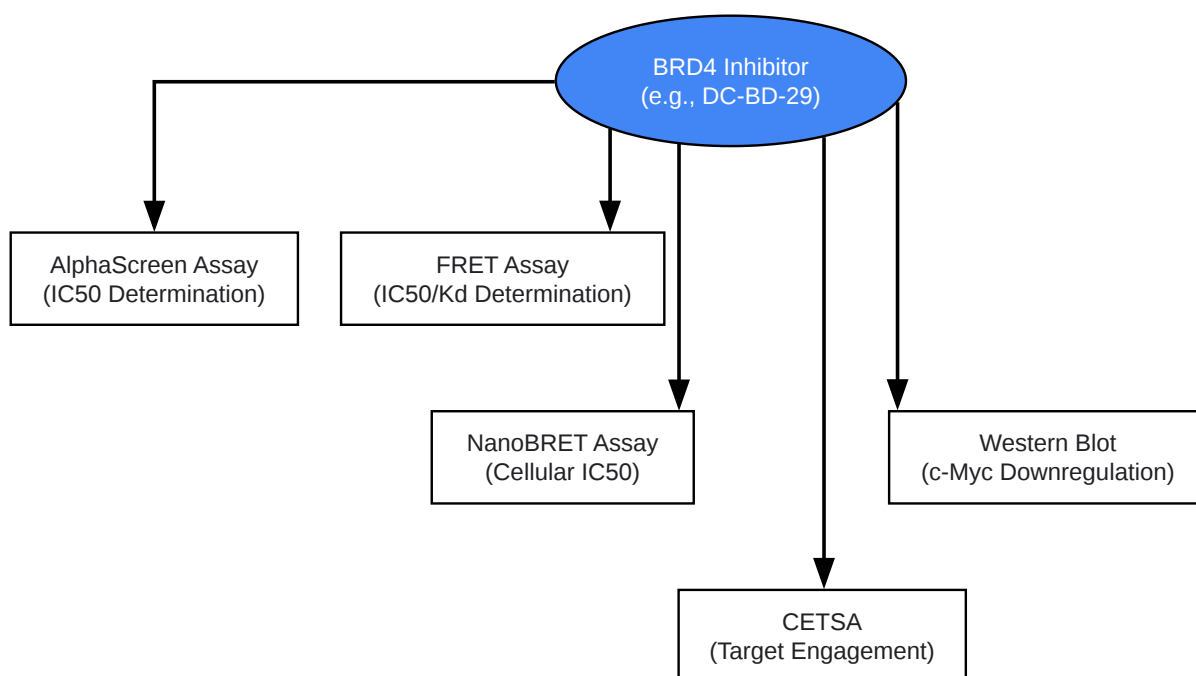 BRD4 Inhibitor
(e.g., DC-BD-29)
AlphaScreen Assay
(IC50 Determination)
FRET Assay
(IC50/Kd Determination)
NanoBRET Assay
(Cellular IC50)
Western Blot
(c-Myc Downregulation)
CETSA
(Target Engagement)